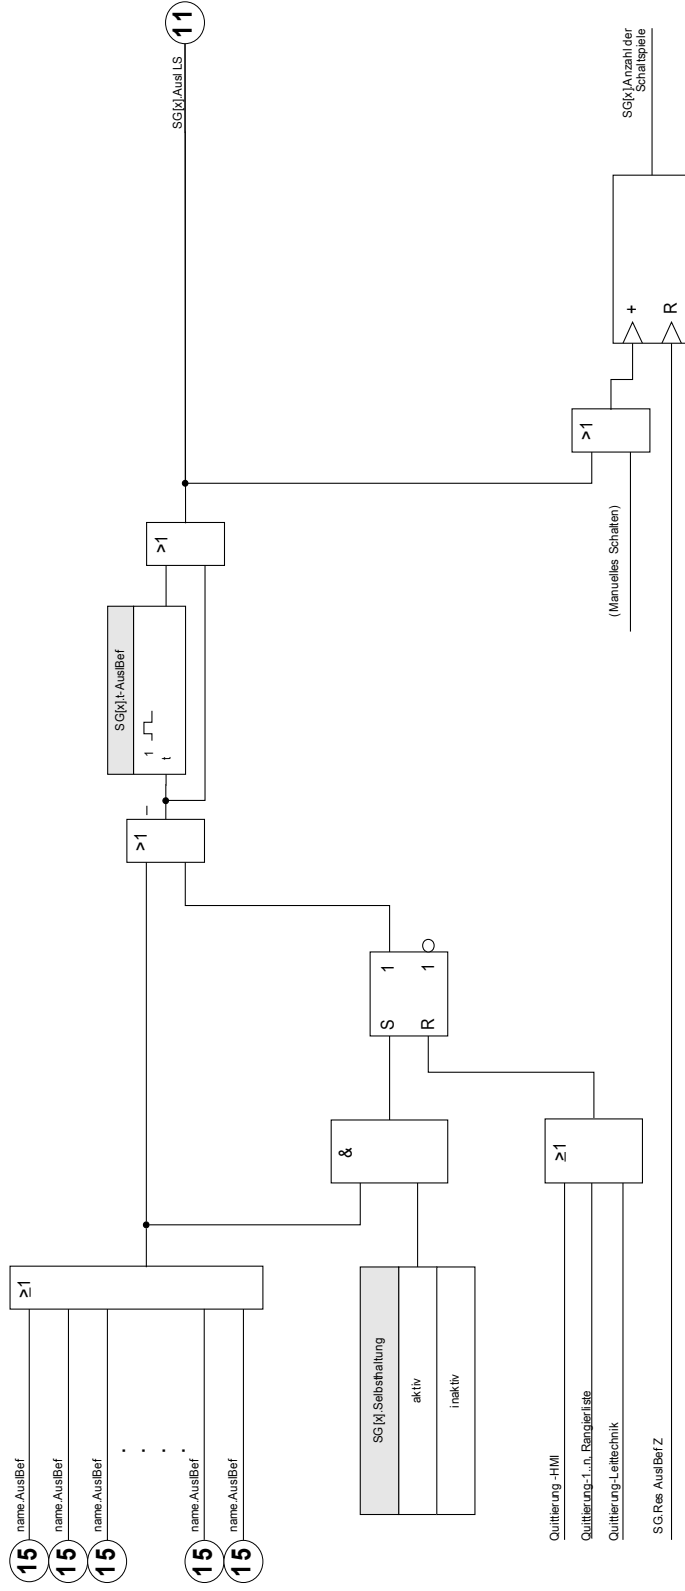 15 name.AuslBef
15 name.AuslBef
15 name.AuslBef
. . . .
15 name.AuslBef
15 name.AuslBef
≥1
SG[x].Selbsthaltung
aktiv
inaktiv
Quittierung -HMI
Quittierung-1..n, Rangierliste
Quittierung-Leittechnik
SG.Res AuslBef Z
&
≥1
S 1
R 1
>1
SG[x].t-AuslBef
1
t
>1
(Manuelles Schalten)
>1
+
R
SG[x].Ausl LS
11
SG[x].Anzahl der
Schaltspiele